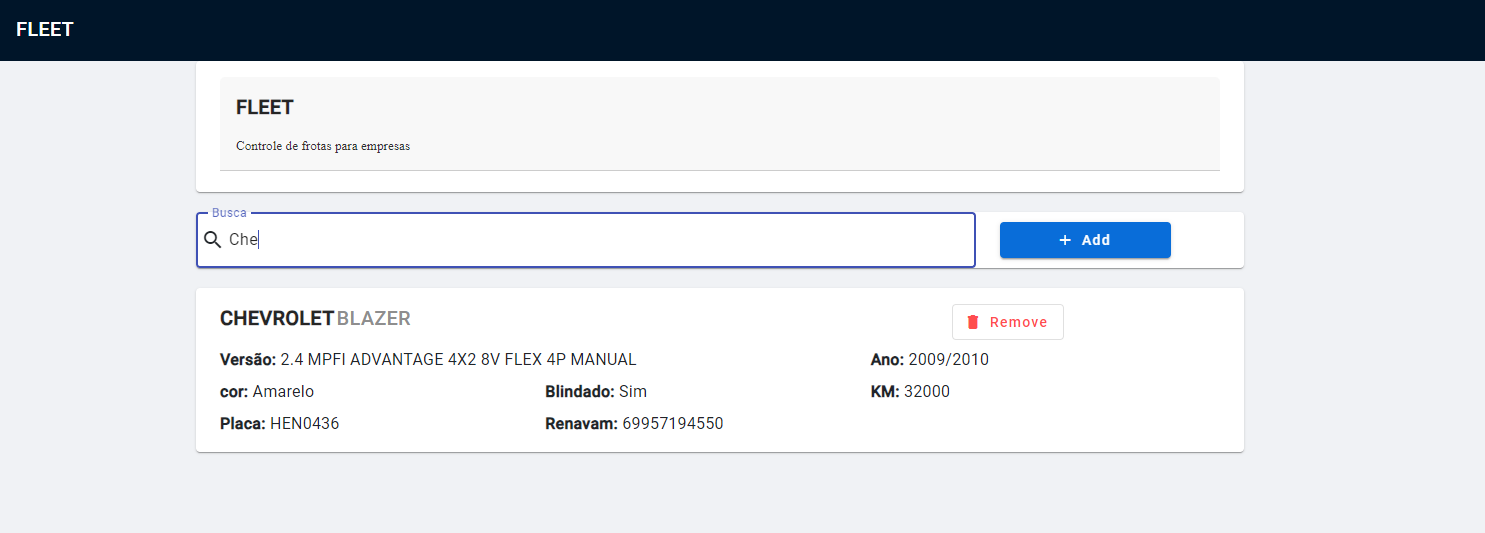 FLEET
FLEET
Controle de frotas para empresas
Busca
Che
+ Add
CHEVROLET BLAZER
Remove
Versão: 2.4 MPFI ADVANTAGE 4X2 8V FLEX 4P MANUAL Ano: 2009/2010
cor: Amarelo Blindado: Sim KM: 32000
Placa: HEN0436 Renavam: 69957194550